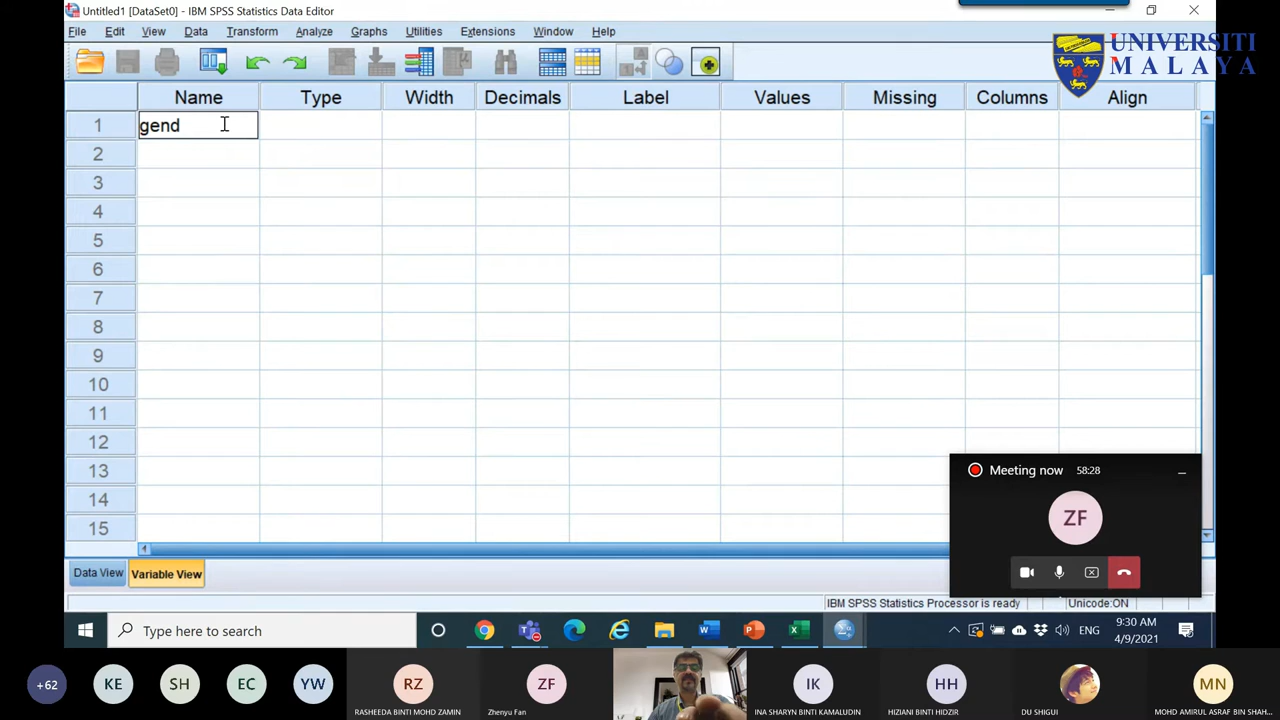 Untitled1 [DataSet0] - IBM SPSS Statistics Data Editor
File Edit View Data Transform Analyze Graphs Utilities Extensions Window Help
UNIVERSITI
MALAYA
Name Type Width Decimals Label Values Missing Columns Align
1 gend
2
3
4
5
6
7
8
9
10
11
12
13
14
15
Meeting now 58:28
ZF
Data View Variable View
IBM SPSS Statistics Processor is ready Unicode:ON
Type here to search
ENG
9:30 AM
4/9/2021
+62 KE SH EC YW RZ ZF IK HH MN
RASHEEDA BINTI MOHD ZAMIN Zhenyu Fan INA SHARYN BINTI KAMALUDIN HIZIANI BINTI HIDZIR DU SHIGUI MOHD AMIRUL ASRAF BIN SHAH...